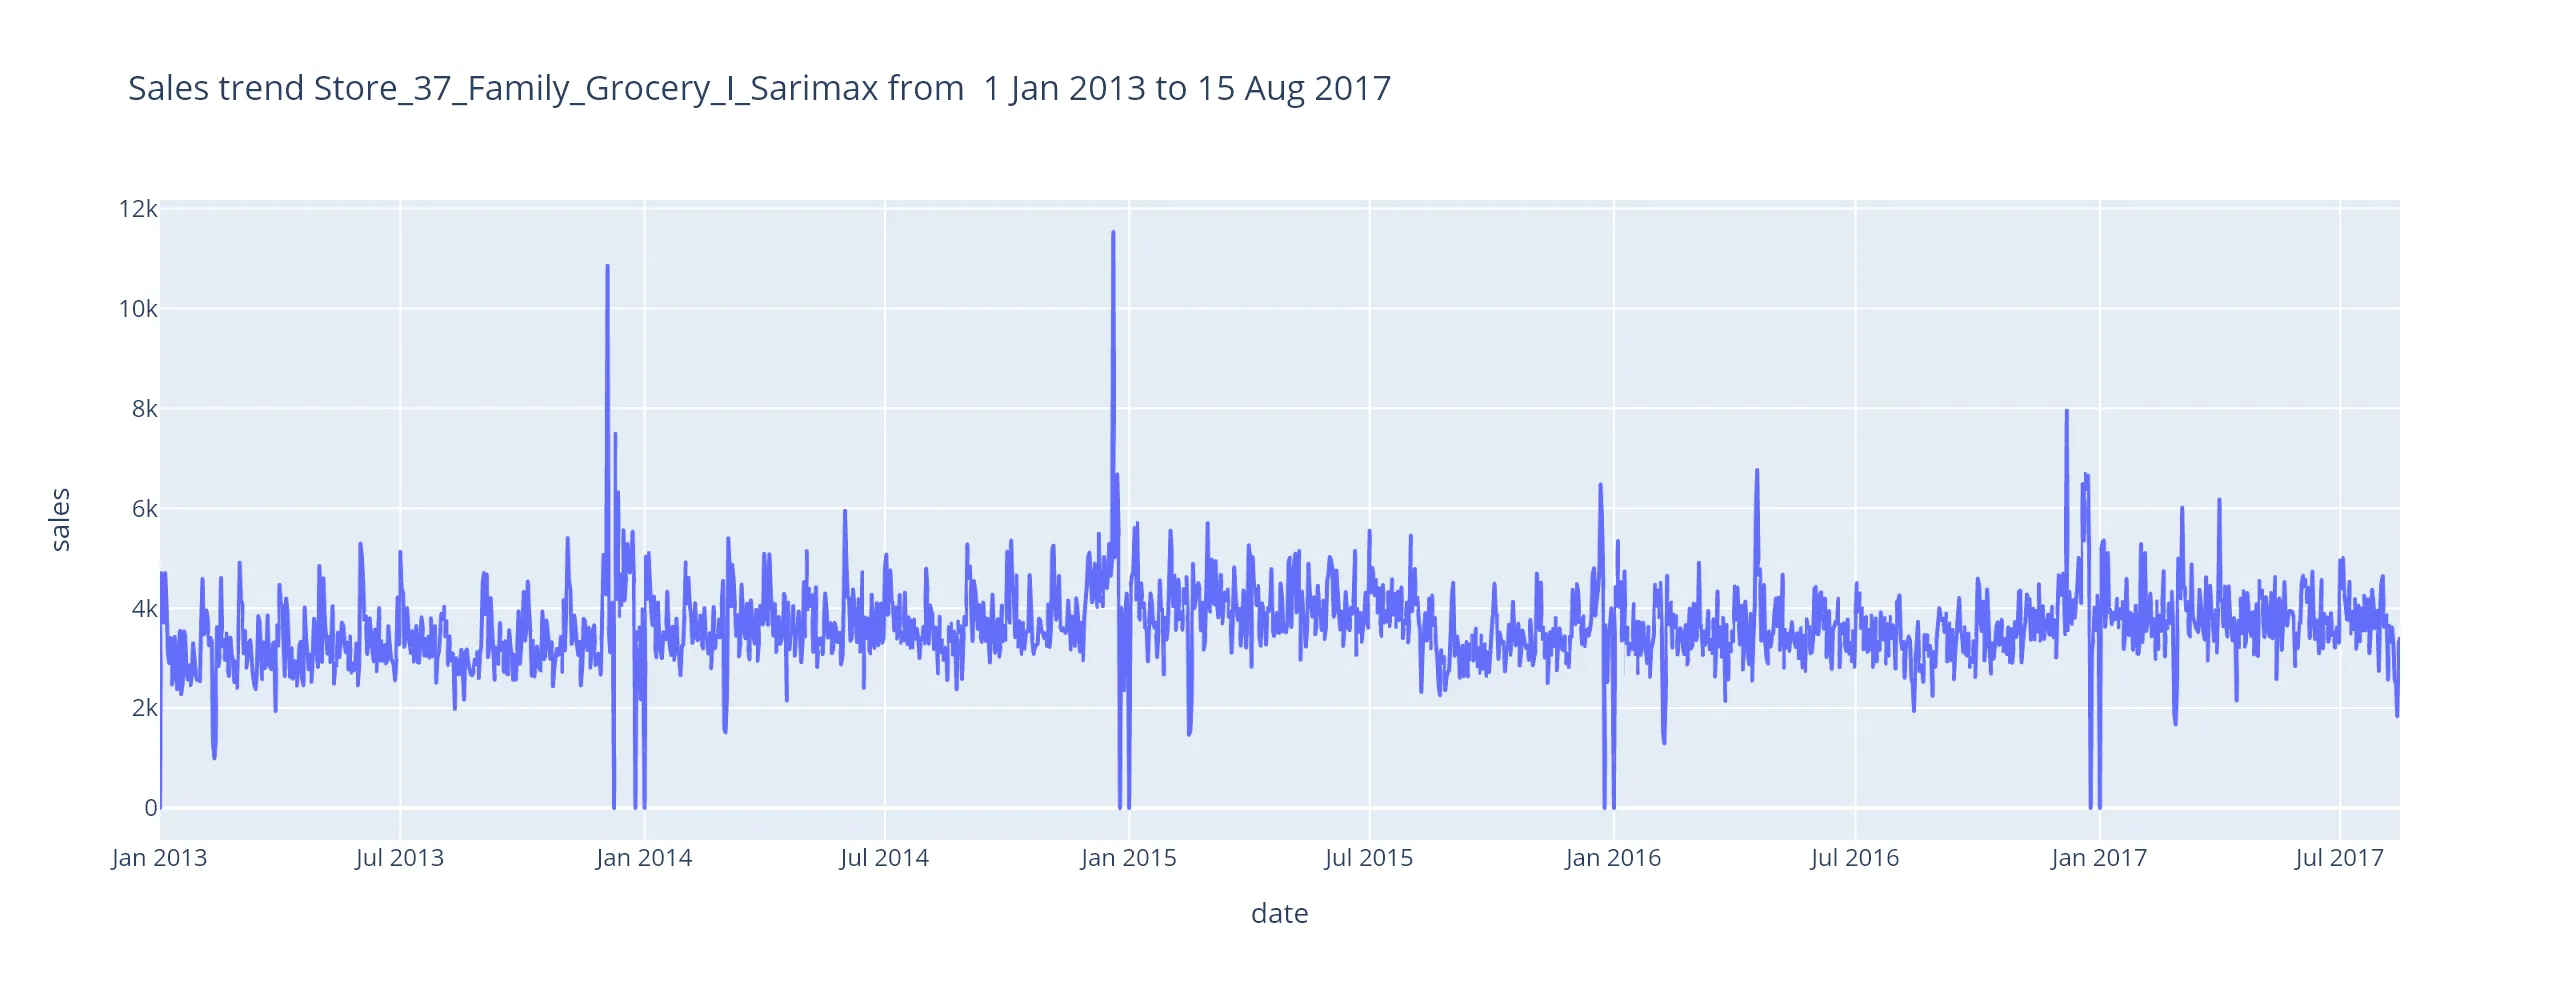 Sales trend Store_37_Family_Grocery_I_Sarimax from  1 Jan 2013 to 15 Aug 2017
12k
10k
8k
6k
4k
2k
0
sales
Jan 2013 Jul 2013 Jan 2014 Jul 2014 Jan 2015 Jul 2015 Jan 2016 Jul 2016 Jan 2017 Jul 2017
date